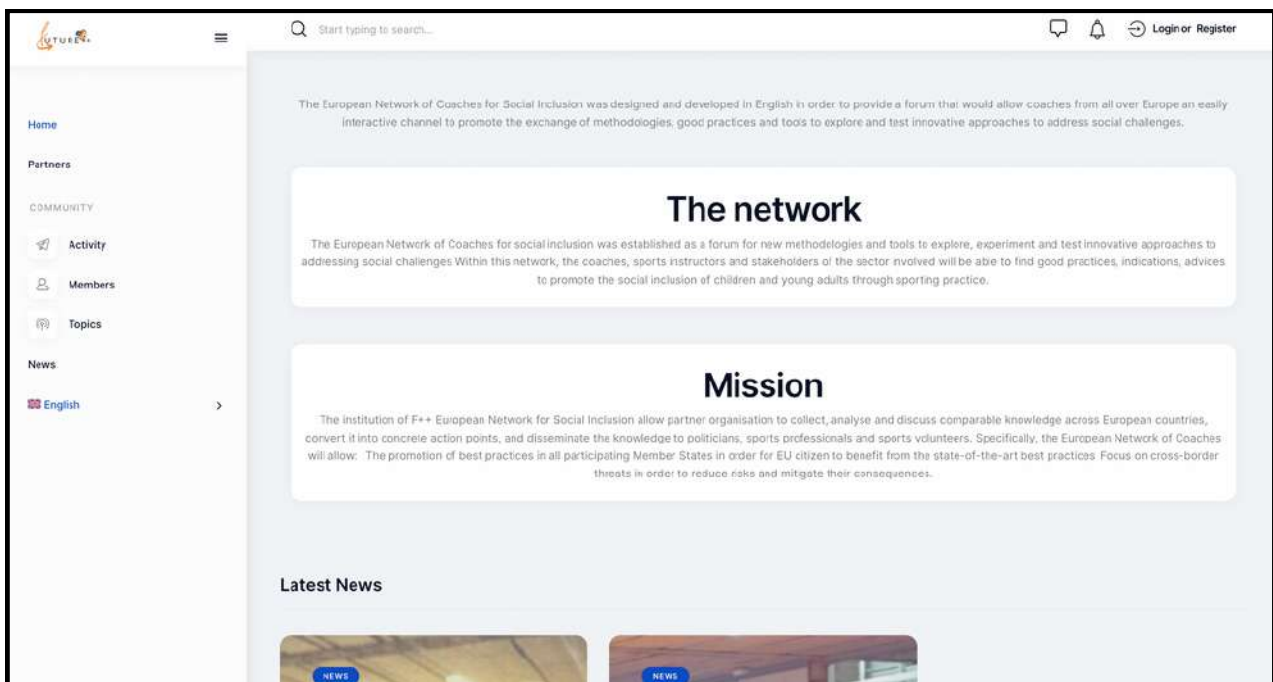 Start typing to search...
Login or Register
Home
Partners
COMMUNITY
Activity
Members
Topics
News
English
The European Network of Coaches for Social Inclusion was designed and developed in English in order to provide a forum that would allow coaches from all over Europe an easily
interactive channel to promote the exchange of methodologies, good practices and tools to explore and test innovative approaches to address social challenges.
The network
The European Network of Coaches for social inclusion was established as a forum for new methodologies and tools to explore, experiment and test innovative approaches to
addressing social challenges Within this network, the coaches, sports instructors and stakeholders of the sector involved will be able to find good practices, indications, advices
to promote the social inclusion of children and young adults through sporting practice.
Mission
The institution of F++ European Network for Social Inclusion allow partner organisation to collect, analyse and discuss comparable knowledge across European countries,
convert it into concrete action points, and disseminate the knowledge to politicians, sports professionals and sports volunteers. Specifically, the European Network of Coaches
will allow: The promotion of best practices in all participating Member States in order for EU citizen to benefit from the state-of-the-art best practices Focus on cross-border
threats in order to reduce risks and mitigate their consequences.
Latest News
NEWS
NEWS